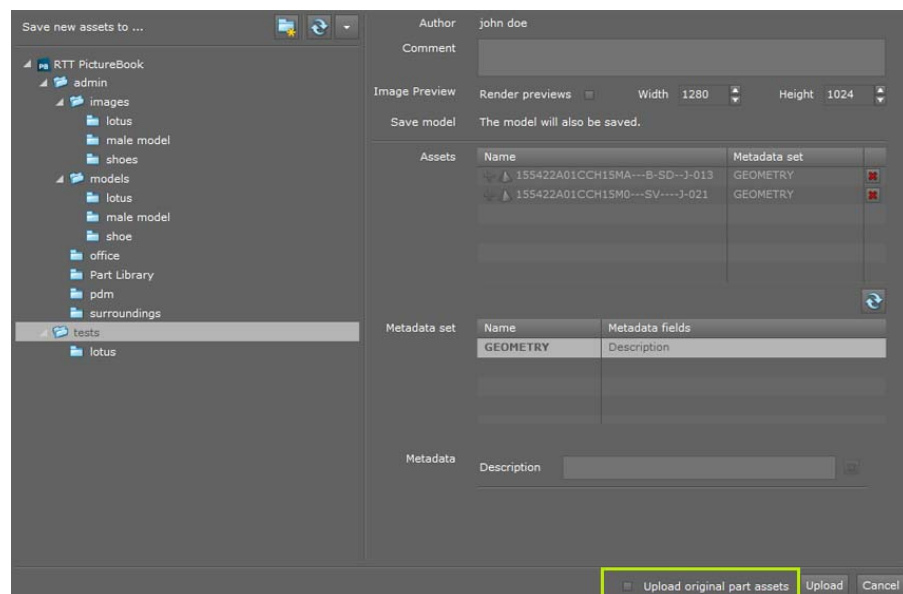 Save new assets to ...
PB RTT PictureBook
admin
images
lotus
male model
shoes
models
lotus
male model
shoe
office
Part Library
pdm
surroundings
tests
lotus
Author john doe
Comment
Image Preview Render previews Width 1280 Height 1024
Save model The model will also be saved.
Assets Name Metadata set
155422A01CCH15MA---B-SD--J-013 GEOMETRY
155422A01CCH15M0---SV----J-021 GEOMETRY
Metadata set Name Metadata fields
GEOMETRY Description
Metadata Description
Upload original part assets Upload Cancel